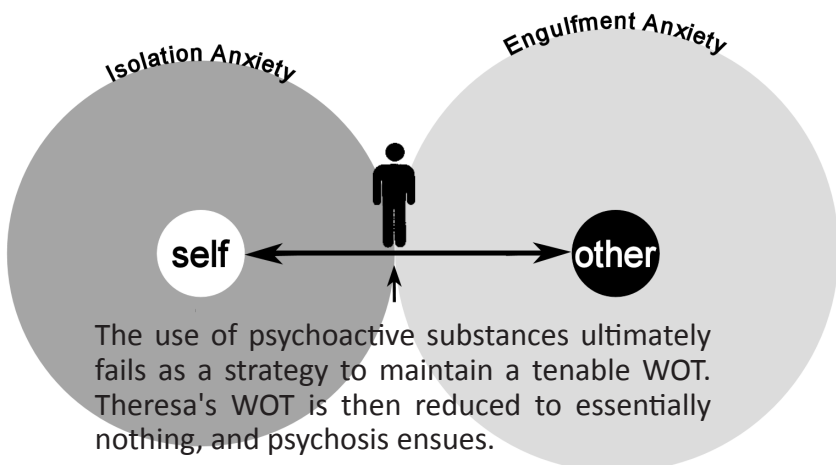 Isolation Anxiety
Engulfment Anxiety
self
other
The use of psychoactive substances ultimately
fails as a strategy to maintain a tenable WOT.
Theresa's WOT is then reduced to essentially
nothing, and psychosis ensues.